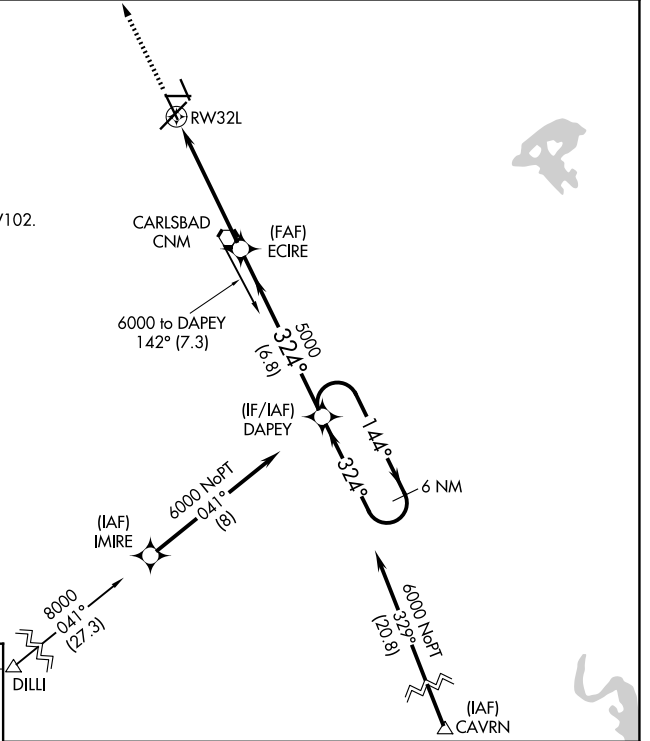 RW32L
/102.
CARLSBAD
CNM
(FAF)
ECIRE
6000 to DAPEY
142° (7.3)
5000
324°
(6.8)
(IF/IAF)
DAPEY
144°
324°
6 NM
6000 NoPT
041°
(8)
(IAF)
IMIRE
8000
041°
(27.3)
DILLI
6000 NoPT
329°
(20.8)
(IAF)
CAVRN